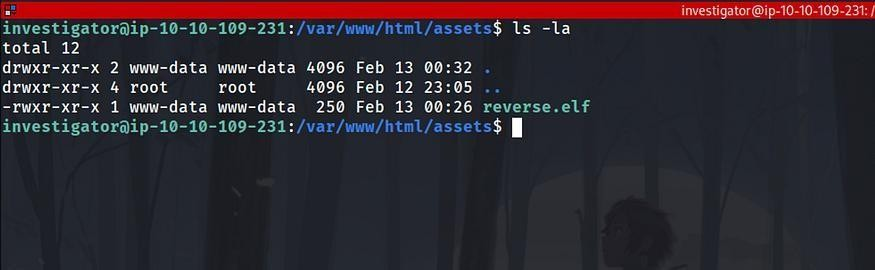 investigator@ip-10-10-109-231: /
investigator@ip-10-10-109-231:/var/www/html/assets$ ls -la
total 12
drwxr-xr-x 2 www-data www-data 4096 Feb 13 00:32 .
drwxr-xr-x 4 root     root     4096 Feb 12 23:05 ..
-rwxr-xr-x 1 www-data www-data  250 Feb 13 00:26 reverse.elf
investigator@ip-10-10-109-231:/var/www/html/assets$